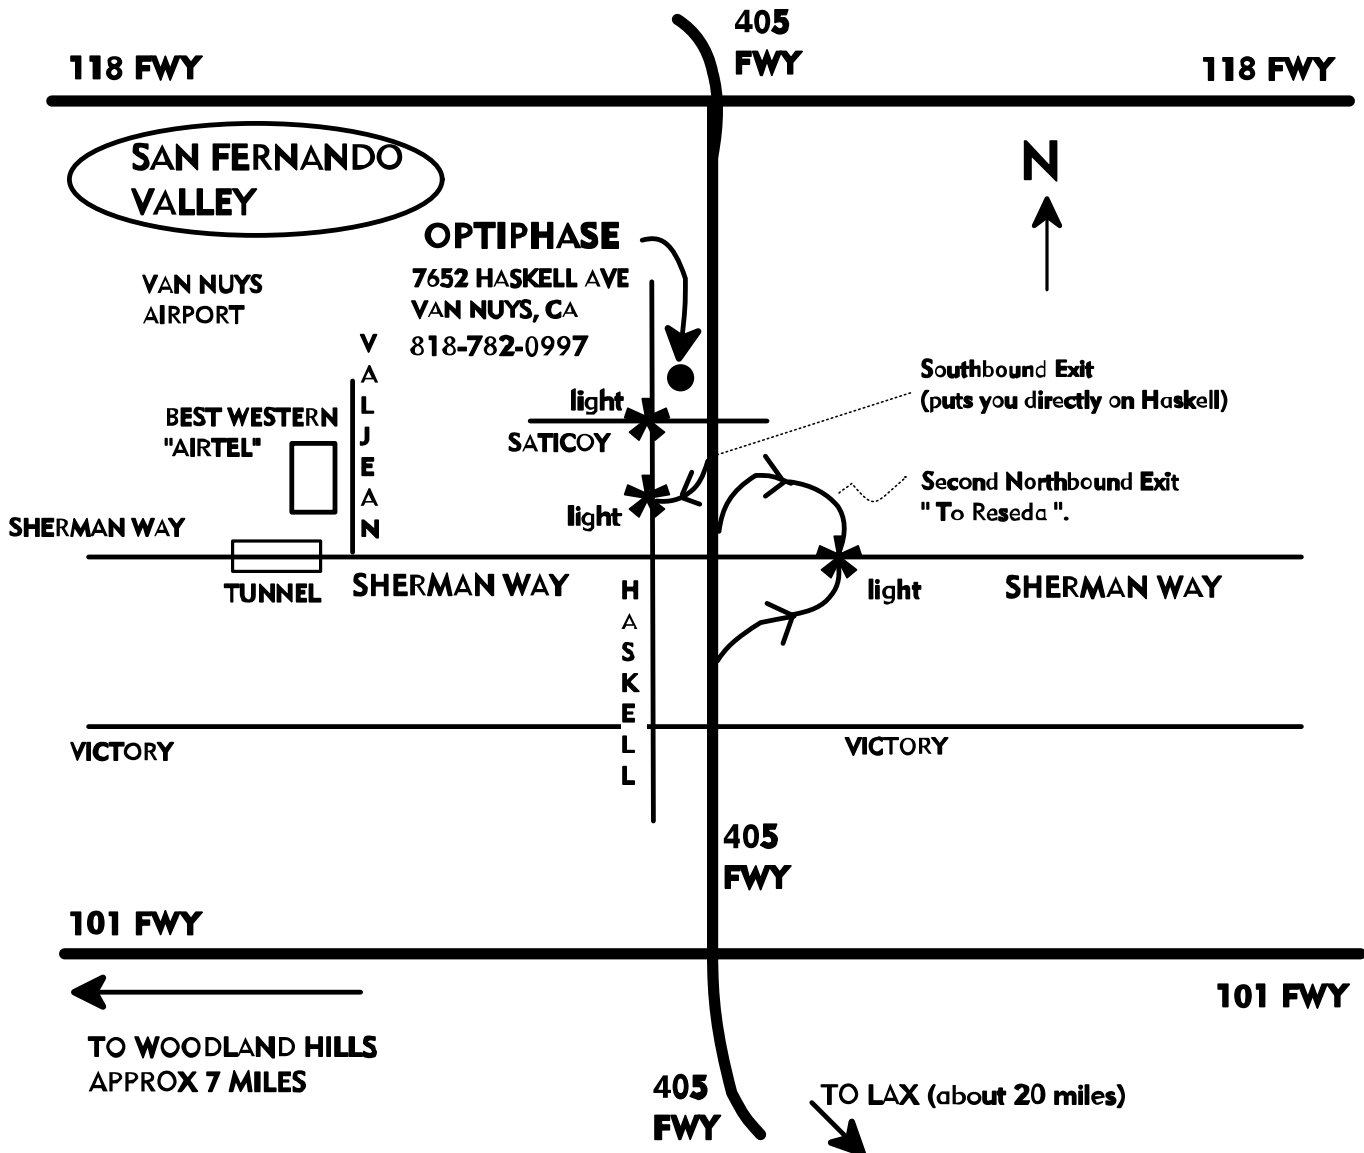 405
FWY
118 FWY
118 FWY
SAN FERNANDO
VALLEY
N
OPTIPHASE
7652 HASKELL AVE
VAN NUYS, CA
818-782-0997
VAN NUYS
AIRPORT
VALJEAN
Southbound Exit
(puts you directly on Haskell)
light
BEST WESTERN
"AIRTEL"
SATICOY
Second Northbound Exit
" To Reseda ".
light
SHERMAN WAY
TUNNEL
SHERMAN WAY
light
SHERMAN WAY
HASKELL
VICTORY
VICTORY
405
FWY
101 FWY
101 FWY
TO WOODLAND HILLS
APPROX 7 MILES
405
FWY
TO LAX (about 20 miles)